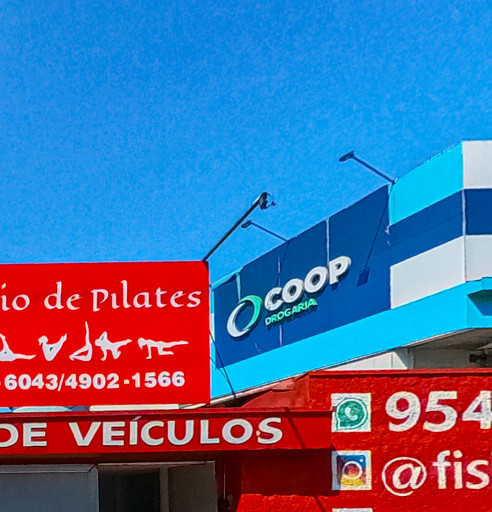 io de Pilates
6043/4902-1566
COOP
DROGARIA
DE VEÍCULOS
954
@fis